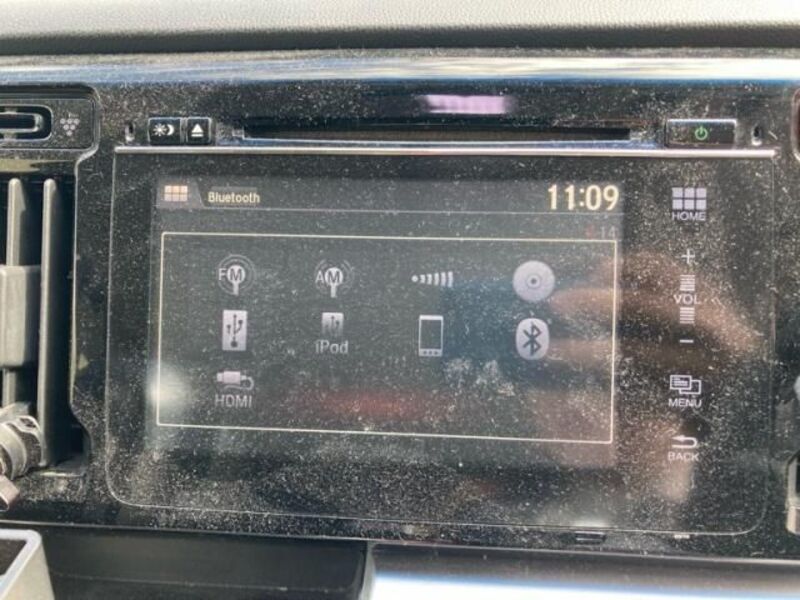 Bluetooth 11:09
HOME
FM AM
VOL
iPod
HDMI
MENU
BACK